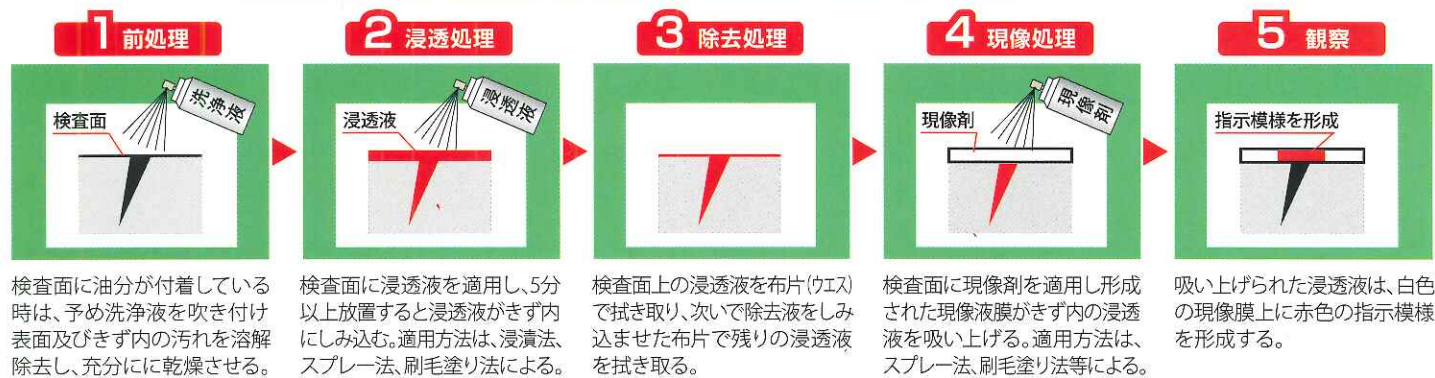 1 前処理
洗浄液
検査面
検査面に油分が付着している
時は、予め洗浄液を吹き付け
表面及びきず内の汚れを溶解
除去し、充分にに乾燥させる。
2 浸透処理
浸透液
浸透液
検査面に浸透液を適用し、5分
以上放置すると浸透液がきず内
にしみ込む。適用方法は、浸漬法、
スプレー法、刷毛塗り法による。
3 除去処理
検査面上の浸透液を布片(ウエス)
で拭き取り、次いで除去液をしみ
込ませた布片で残りの浸透液
を拭き取る。
4 現像処理
現像剤
現像剤
検査面に現像剤を適用し形成
された現像液膜がきず内の浸透
液を吸い上げる。適用方法は、
スプレー法、刷毛塗り法等による。
5 観察
指示模様を形成
吸い上げられた浸透液は、白色
の現像膜上に赤色の指示模様
を形成する。